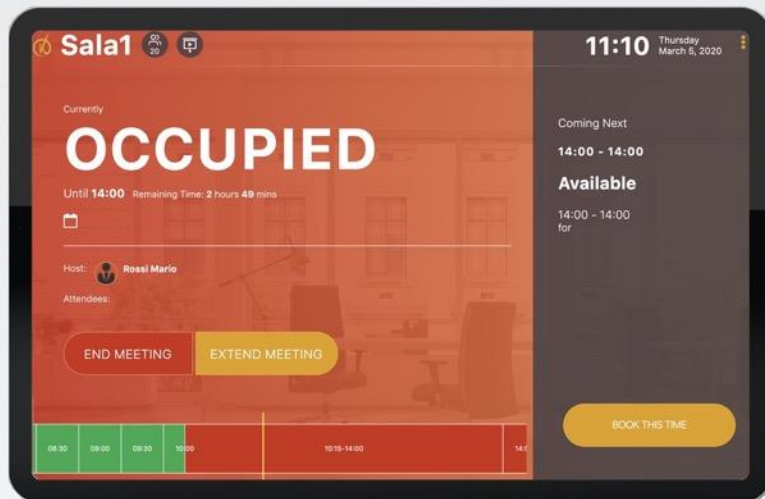 Sala1
20
11:10
Thursday
March 5, 2020
Currently
OCCUPIED
Until 14:00 Remaining Time: 2 hours 49 mins
Host: Rossi Mario
Attendees:
END MEETING
EXTEND MEETING
08:30
09:00
09:30
10:00
10:15-14:00
Coming Next
14:00 - 14:00
Available
14:00 - 14:00
for
BOOK THIS TIME